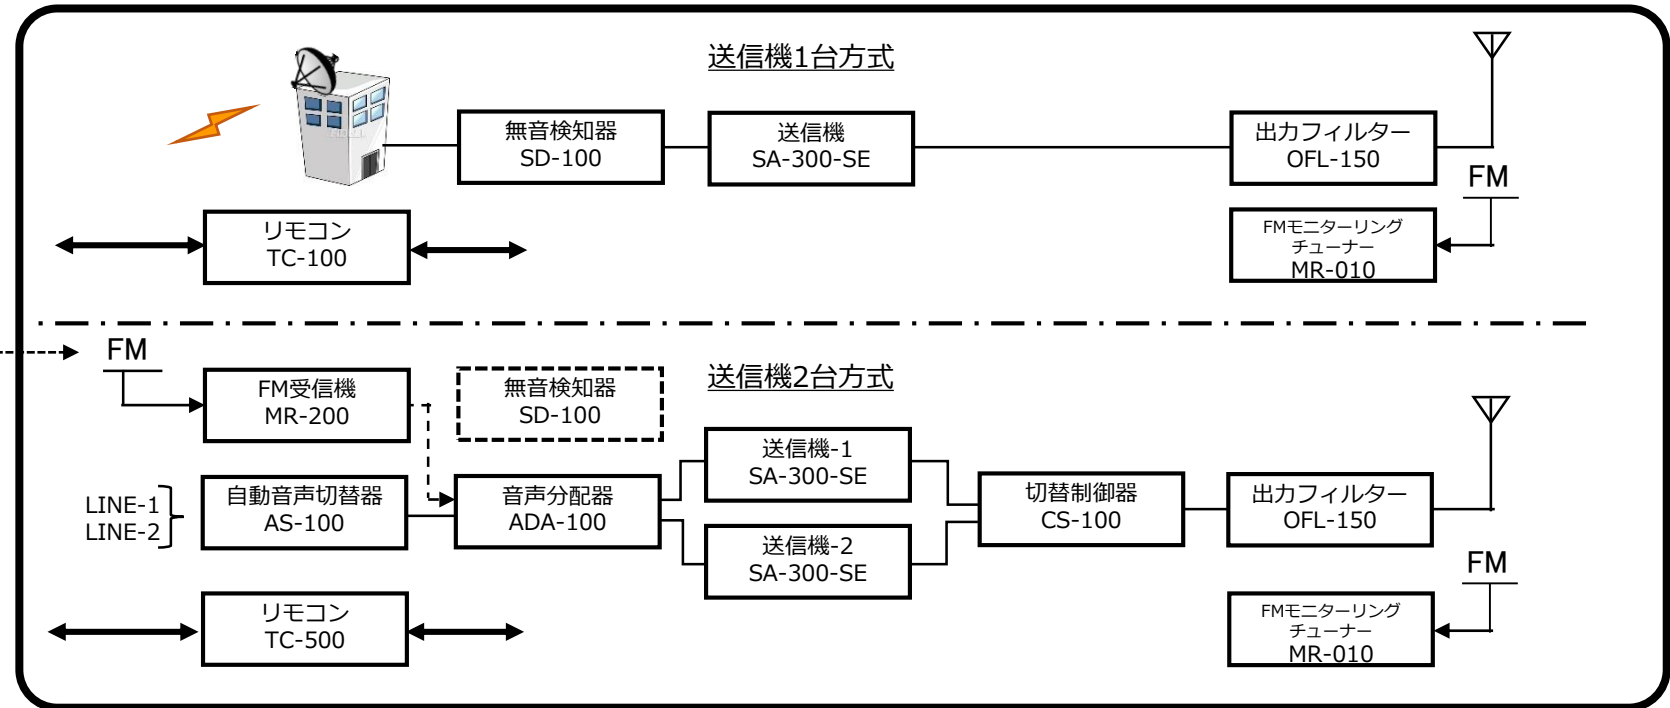 送信機1台方式
無音検知器
SD-100
送信機
SA-300-SE
出力フィルター
OFL-150
FM
リモコン
TC-100
FMモニターリング
チューナー
MR-010
FM
FM受信機
MR-200
無音検知器
SD-100
送信機2台方式
送信機-1
SA-300-SE
LINE-1
LINE-2
自動音声切替器
AS-100
音声分配器
ADA-100
切替制御器
CS-100
出力フィルター
OFL-150
送信機-2
SA-300-SE
FM
リモコン
TC-500
FMモニターリング
チューナー
MR-010